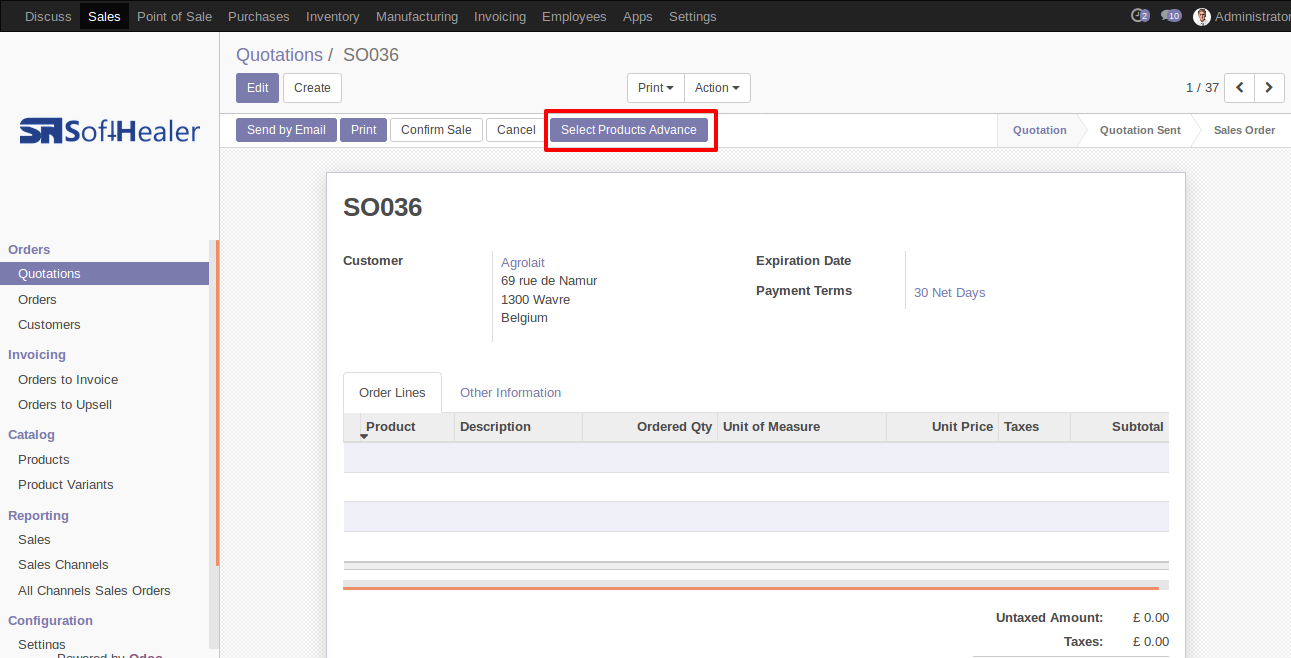 Discuss Sales Point of Sale Purchases Inventory Manufacturing Invoicing Employees Apps Settings 2 10 Administrator
Quotations / SO036
Edit Create Print Action 1 / 37
SoftHealer
Send by Email Print Confirm Sale Cancel Select Products Advance Quotation Quotation Sent Sales Order
Orders
Quotations
Orders
Customers
Invoicing
Orders to Invoice
Orders to Upsell
Catalog
Products
Product Variants
Reporting
Sales
Sales Channels
All Channels Sales Orders
Configuration
Settings
Powered by Odoo
SO036
Customer
Agrolait
69 rue de Namur
1300 Wavre
Belgium
Expiration Date
Payment Terms 30 Net Days
Order Lines Other Information
Product Description Ordered Qty Unit of Measure Unit Price Taxes Subtotal
Untaxed Amount: £ 0.00
Taxes: £ 0.00